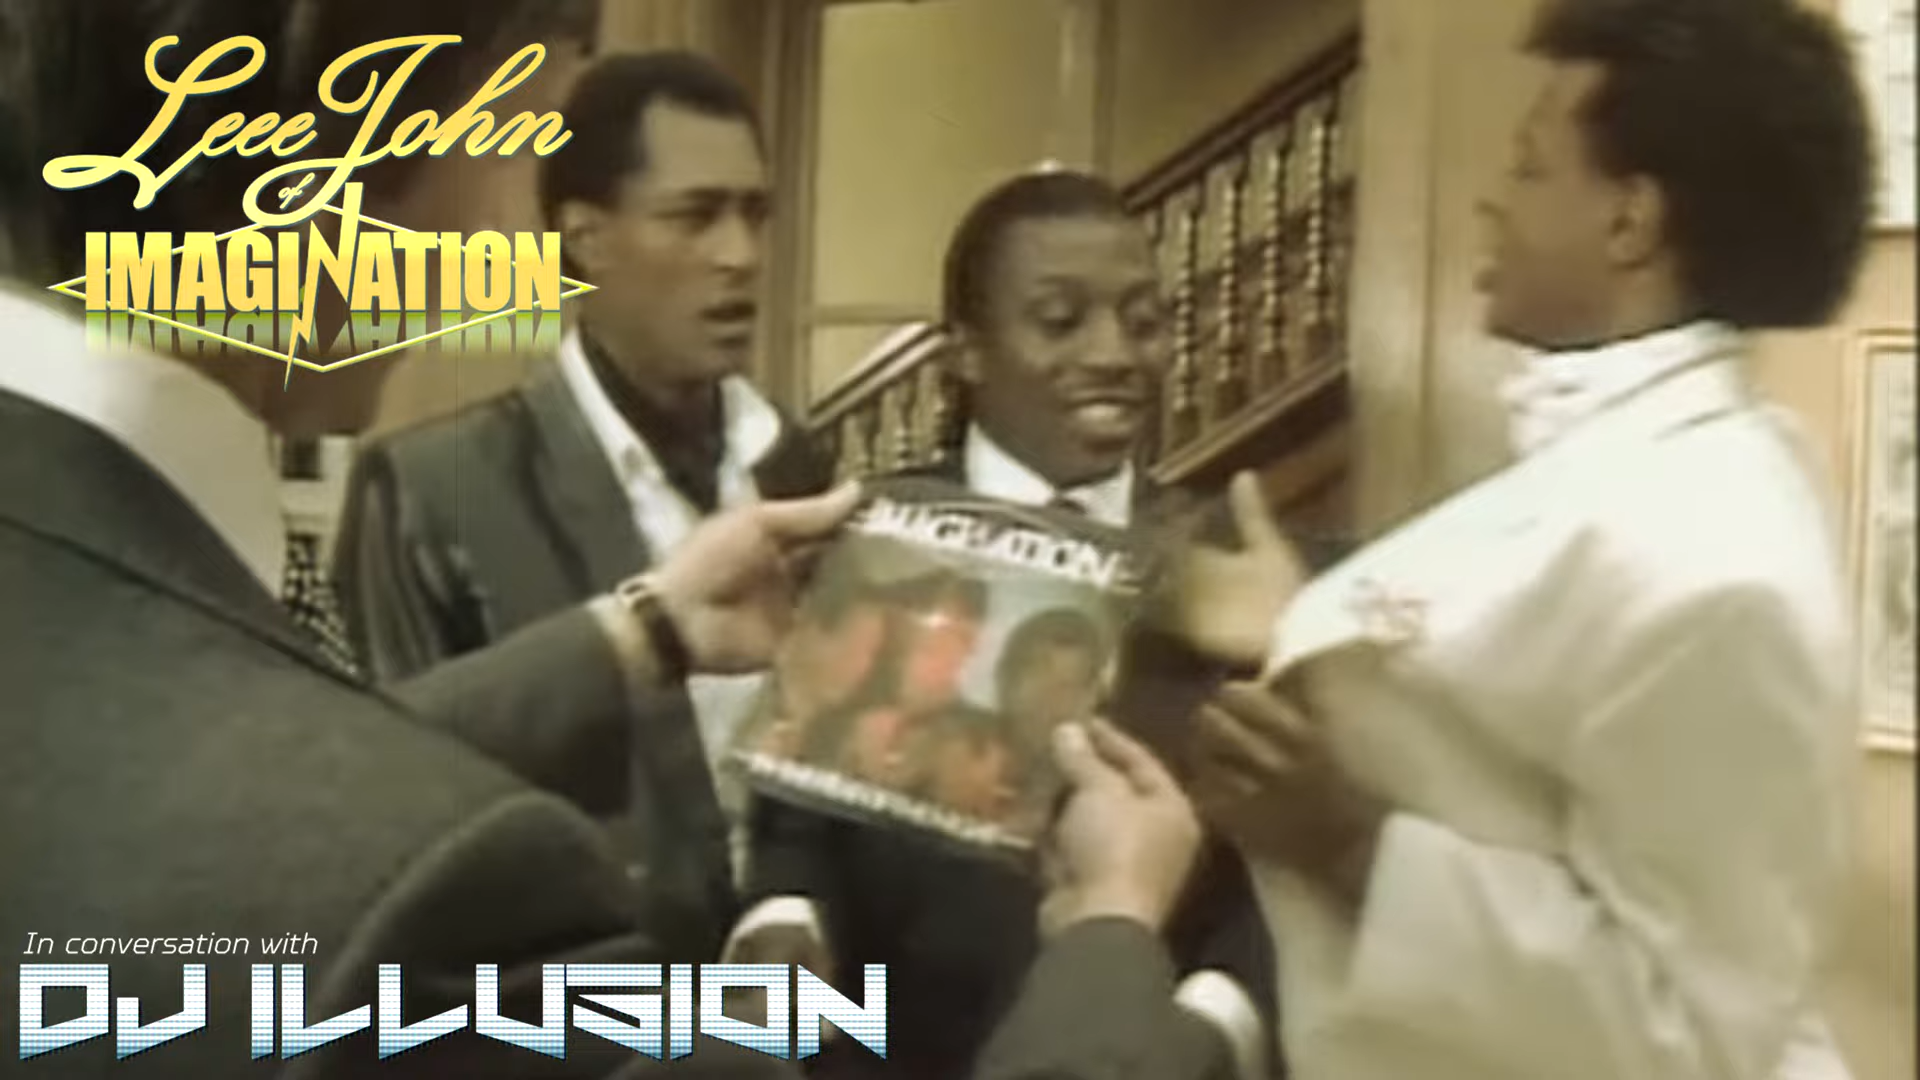 Leee John
of
IMAGINATION
IMAGINATION
In conversation with
DJ ILLUSION